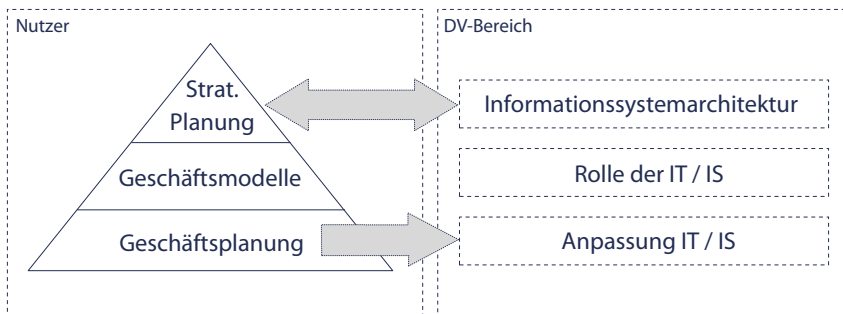 Nutzer
DV-Bereich
Strat.
Planung
Informationssystemarchitektur
Geschäftsmodelle
Rolle der IT / IS
Geschäftsplanung
Anpassung IT / IS